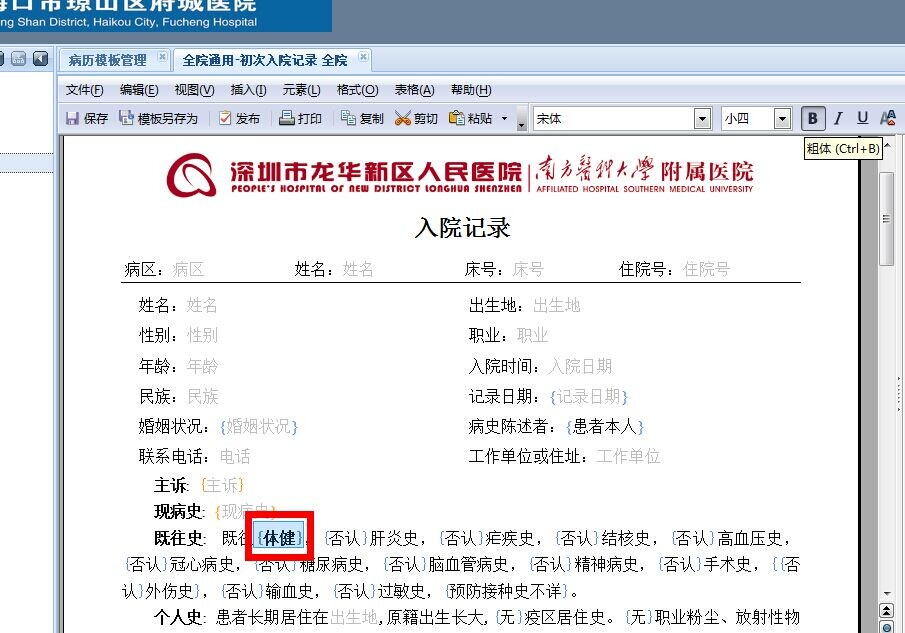 海口市琼山区府城医院
ng Shan District, Haikou City, Fucheng Hospital
病历模板管理 全院通用-初次入院记录 全院
文件(F) 编辑(E) 视图(V) 插入(I) 元素(L) 格式(O) 表格(A) 帮助(H)
保存 模板另存为 发布 打印 复制 剪切 粘贴 宋体 小四 B I U
粗体 (Ctrl+B)
深圳市龙华新区人民医院 南方医科大学 附属医院
PEOPLE'S HOSPITAL OF NEW DISTRICT LONGHUA SHENZHEN AFFILIATED HOSPITAL SOUTHERN MEDICAL UNIVERSITY
入院记录
病区：病区 姓名：姓名 床号：床号 住院号：住院号
姓名：姓名 出生地：出生地
性别：性别 职业：职业
年龄：年龄 入院时间：入院日期
民族：民族 记录日期：{记录日期}
婚姻状况：{婚姻状况} 病史陈述者：{患者本人}
联系电话：电话 工作单位或住址：工作单位
主诉：{主诉}
现病史：{现病史}
既往史：既往{休健}，{否认}肝炎史，{否认}疟疾史，{否认}结核史，{否认}高血压史，
{否认}冠心病史，{否认}糖尿病史，{否认}脑血管病史，{否认}精神病史，{否认}手术史，{{否
认}外伤史}，{否认}输血史，{否认}过敏史，{预防接种史不详}。
个人史：患者长期居住在出生地,原籍出生长大,{无}疫区居住史。{无}职业粉尘、放射性物